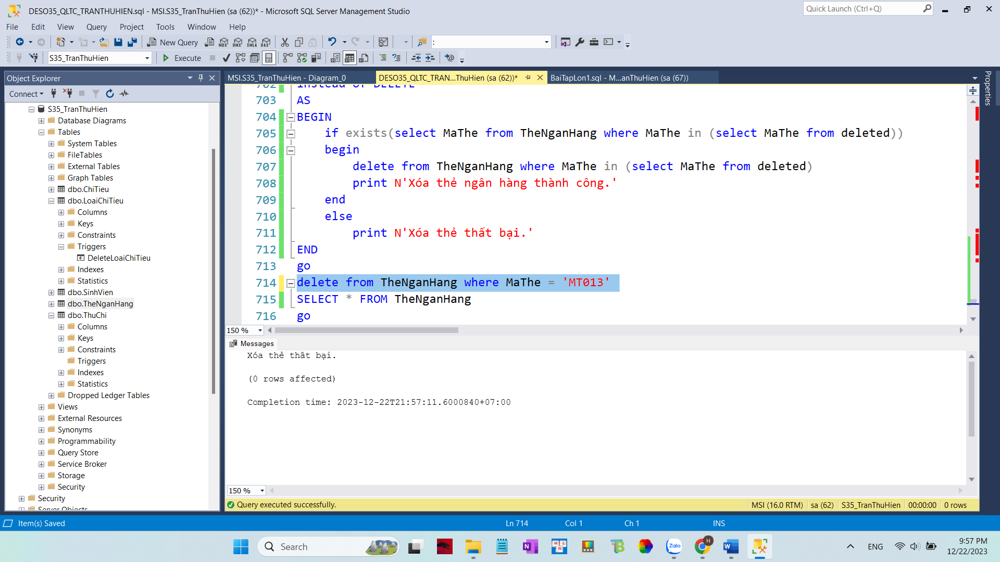 DESO35_QLTC_TRANTHUHIEN.sql - MSI.S35_TranThuHien (sa (62))* - Microsoft SQL Server Management Studio
Quick Launch (Ctrl+Q)
File Edit View Query Project Tools Window Help
New Query
MDX DMX XMLA DAX
:
S35_TranThuHien
Execute
Object Explorer
MSI.S35_TranThuHien - Diagram_0
DESO35_QLTC_TRAN...ThuHien (sa (62))*
BaiTapLon1.sql - M...anThuHien (sa (67))
Properties
Connect
S35_TranThuHien
Database Diagrams
Tables
System Tables
FileTables
External Tables
Graph Tables
dbo.ChiTieu
dbo.LoaiChiTieu
Columns
Keys
Constraints
Triggers
DeleteLoaiChiTieu
Indexes
Statistics
dbo.SinhVien
dbo.TheNganHang
dbo.ThuChi
Columns
Keys
Constraints
Triggers
Indexes
Statistics
Dropped Ledger Tables
Views
External Resources
Synonyms
Programmability
Query Store
Service Broker
Storage
Security
Security
Server Objects
702 instead of DELETE
703 AS
704 BEGIN
705 if exists(select MaThe from TheNganHang where MaThe in (select MaThe from deleted))
706 begin
707 delete from TheNganHang where MaThe in (select MaThe from deleted)
708 print N'Xóa thẻ ngân hàng thành công.'
709 end
710 else
711 print N'Xóa thẻ thất bại.'
712 END
713 go
714 delete from TheNganHang where MaThe = 'MT013'
715 SELECT * FROM TheNganHang
716 go
150 %
Messages
Xóa thẻ thất bại.
(0 rows affected)
Completion time: 2023-12-22T21:57:11.6000840+07:00
150 %
Query executed successfully.
MSI (16.0 RTM) sa (62) S35_TranThuHien 00:00:00 0 rows
Item(s) Saved
Ln 714 Col 1 Ch 1 INS
Search
Zalo
H
ENG
9:57 PM
12/22/2023